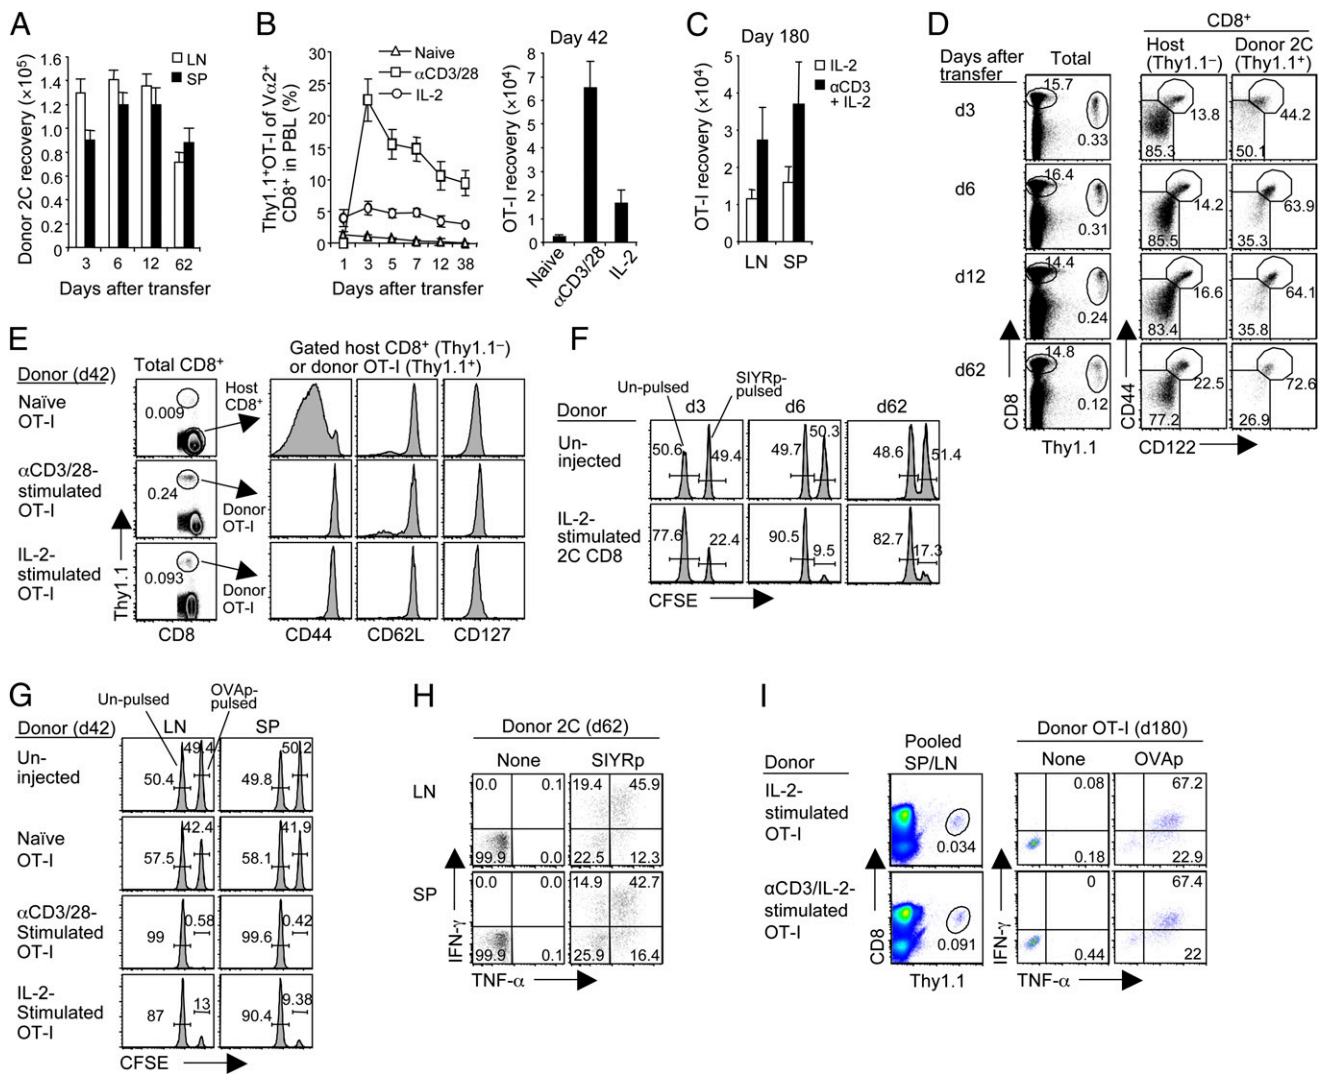 A
Donor 2C recovery (×10⁵)
1.6
1.4
1.2
1.0
0.8
0.6
0.4
0.2
0
LN
SP
3 6 12 62
Days after transfer
B
Thy1.1⁺OT-I of Vα2⁺
CD8⁺ in PBL (%)
30
25
20
15
10
5
0
Naive
αCD3/28
IL-2
1 3 5 7 12 38
Days after transfer
Day 42
OT-I recovery (×10⁴)
8
7
6
5
4
3
2
1
0
Naive
αCD3/28
IL-2
C
Day 180
OT-I recovery (×10⁴)
5
4
3
2
1
0
IL-2
αCD3
+ IL-2
LN SP
D
CD8⁺
Days after
transfer
Total
Host
(Thy1.1⁻)
Donor 2C
(Thy1.1⁺)
d3
15.7
0.33
13.8
85.3
44.2
50.1
d6
16.4
0.31
14.2
85.5
63.9
35.3
d12
14.4
0.24
16.6
83.4
64.1
35.8
d62
14.8
0.12
22.5
77.2
72.6
26.9
CD8
Thy1.1
CD44
CD122
E
Donor (d42)
Total CD8⁺
Gated host CD8⁺ (Thy1.1⁻)
or donor OT-I (Thy1.1⁺)
Naïve
OT-I
0.009
Host
CD8⁺
αCD3/28-
stimulated
OT-I
0.24
Donor
OT-I
IL-2-
stimulated
OT-I
0.093
Donor
OT-I
Thy1.1
CD8
CD44 CD62L CD127
F
Un-pulsed
SIYRp-
pulsed
Donor
d3 d6 d62
Un-
injected
50.6 49.4
49.7 50.3
48.6 51.4
IL-2-
stimulated
2C CD8
77.6 22.4
90.5 9.5
82.7 17.3
CFSE
G
Un-pulsed
OVAp-
pulsed
Donor (d42)
LN SP
Un-
injected
50.4 49.4
49.8 50.2
Naïve
OT-I
57.5 42.4
58.1 41.9
αCD3/28-
Stimulated
OT-I
99 0.58
99.6 0.42
IL-2-
Stimulated
OT-I
87 13
90.4 9.38
CFSE
H
Donor 2C (d62)
None SIYRp
LN
0.0 0.1
99.9 0.0
19.4 45.9
22.5 12.3
SP
0.0 0.0
99.9 0.1
14.9 42.7
25.9 16.4
IFN-γ
TNF-α
I
Donor
Pooled
SP/LN
Donor OT-I (d180)
None OVAp
IL-2-
stimulated
OT-I
0.034
0.08
0.18
67.2
22.9
αCD3/IL-2-
stimulated
OT-I
0.091
0
0.44
67.4
22
CD8
Thy1.1
IFN-γ
TNF-α